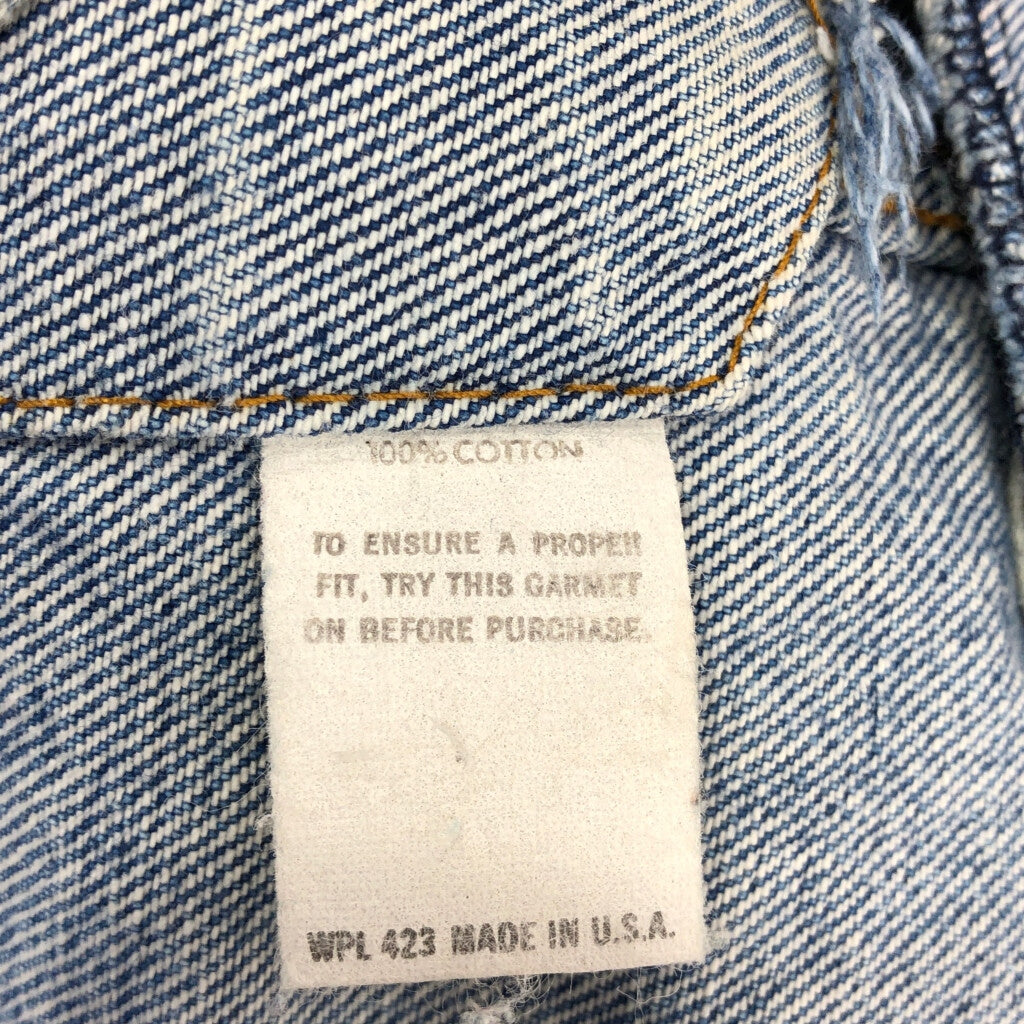 100% COTTON
TO ENSURE A PROPER
FIT, TRY THIS GARMET
ON BEFORE PURCHASE.
WPL 423 MADE IN U.S.A.